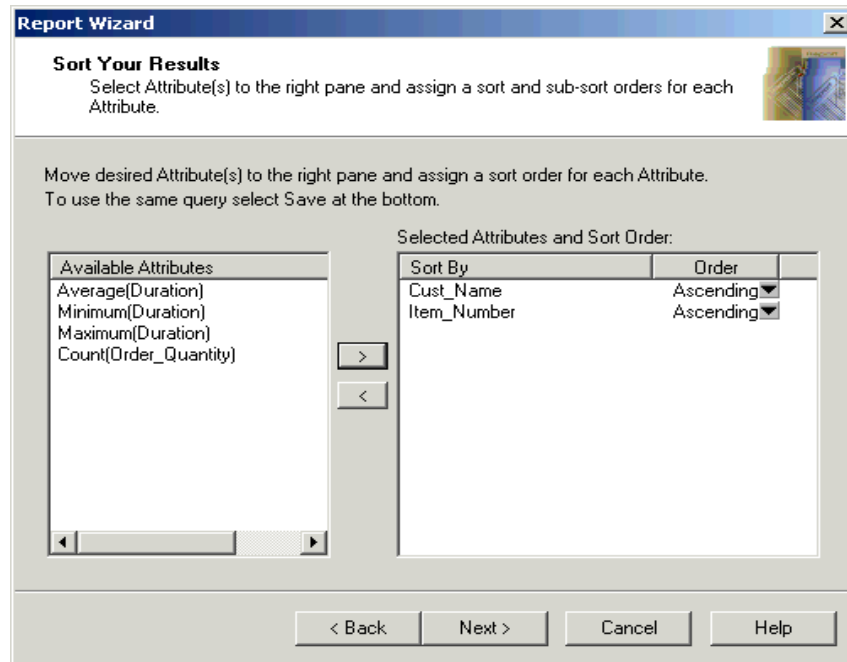 Report Wizard
Sort Your Results
Select Attribute(s) to the right pane and assign a sort and sub-sort orders for each
Attribute.
Report
Move desired Attribute(s) to the right pane and assign a sort order for each Attribute.
To use the same query select Save at the bottom.
Selected Attributes and Sort Order:
Available Attributes
Average(Duration)
Minimum(Duration)
Maximum(Duration)
Count(Order_Quantity)
>
<
Sort By Order
Cust_Name Ascending
Item_Number Ascending
< Back Next > Cancel Help